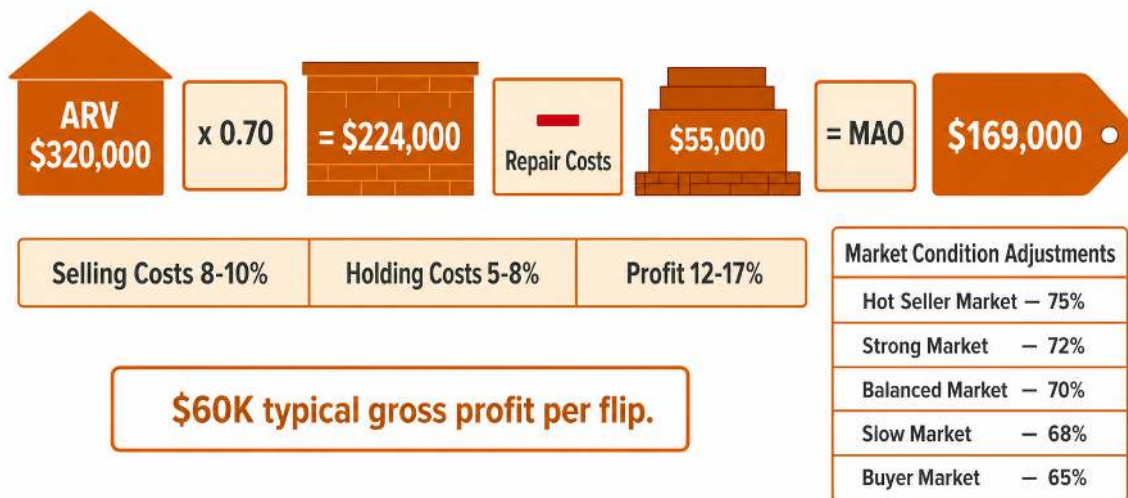 ARV
$320,000
x 0.70
= $224,000
Repair Costs
$55,000
= MAO
$169,000
Selling Costs 8-10%
Holding Costs 5-8%
Profit 12-17%
$60K typical gross profit per flip.
Market Condition Adjustments
Hot Seller Market – 75%
Strong Market – 72%
Balanced Market – 70%
Slow Market – 68%
Buyer Market – 65%